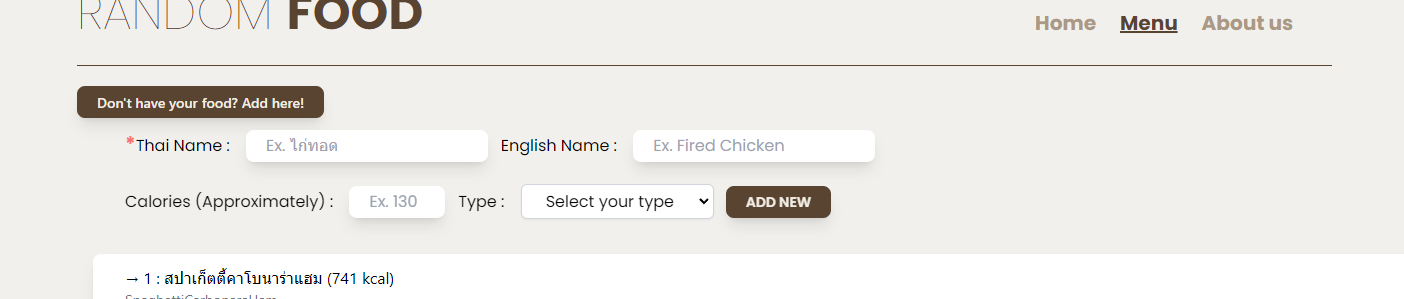 RANDOM FOOD
Home Menu About us
Don't have your food? Add here!
*Thai Name : Ex. ไก่ทอด English Name : Ex. Fired Chicken
Calories (Approximately) : Ex. 130 Type : Select your type ADD NEW
→ 1 : สปาเก็ตตี้คาโบนาร่าแฮม (741 kcal)
SpaghettiCarbonaraHam